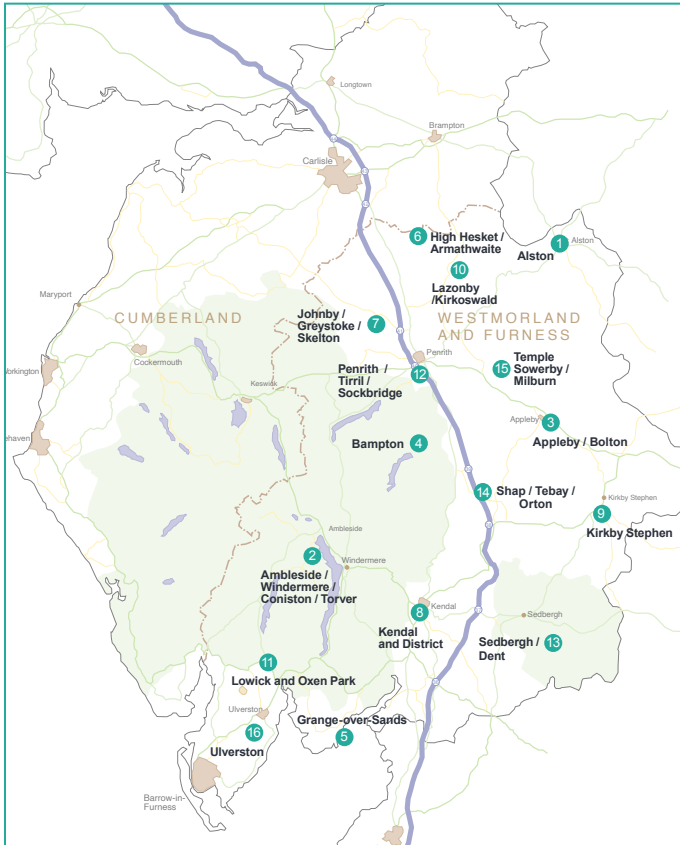 Longtown
Brampton
Carlisle
6
High Hesket /
Armathwaite
1
Alston
Alston
10
Lazonby
/Kirkoswald
Maryport
CUMBERLAND
Johnby /
Greystoke /
Skelton
7
WESTMORLAND
AND FURNESS
Cockermouth
Workington
Keswick
Penrith
Penrith /
Tirril /
Sockbridge
12
15
Temple
Sowerby /
Milburn
Appleby
3
Appleby / Bolton
ehaven
Bampton
4
14
Shap / Tebay /
Orton
Kirkby Stephen
9
Kirkby Stephen
Ambleside
2
Windermere
Ambleside /
Windermere /
Coniston / Torver
8
Kendal
Kendal
and District
Sedbergh
Sedbergh /
Dent
13
11
Lowick and Oxen Park
Ulverston
16
Ulverston
Grange-over-Sands
5
Barrow-in-
Furness